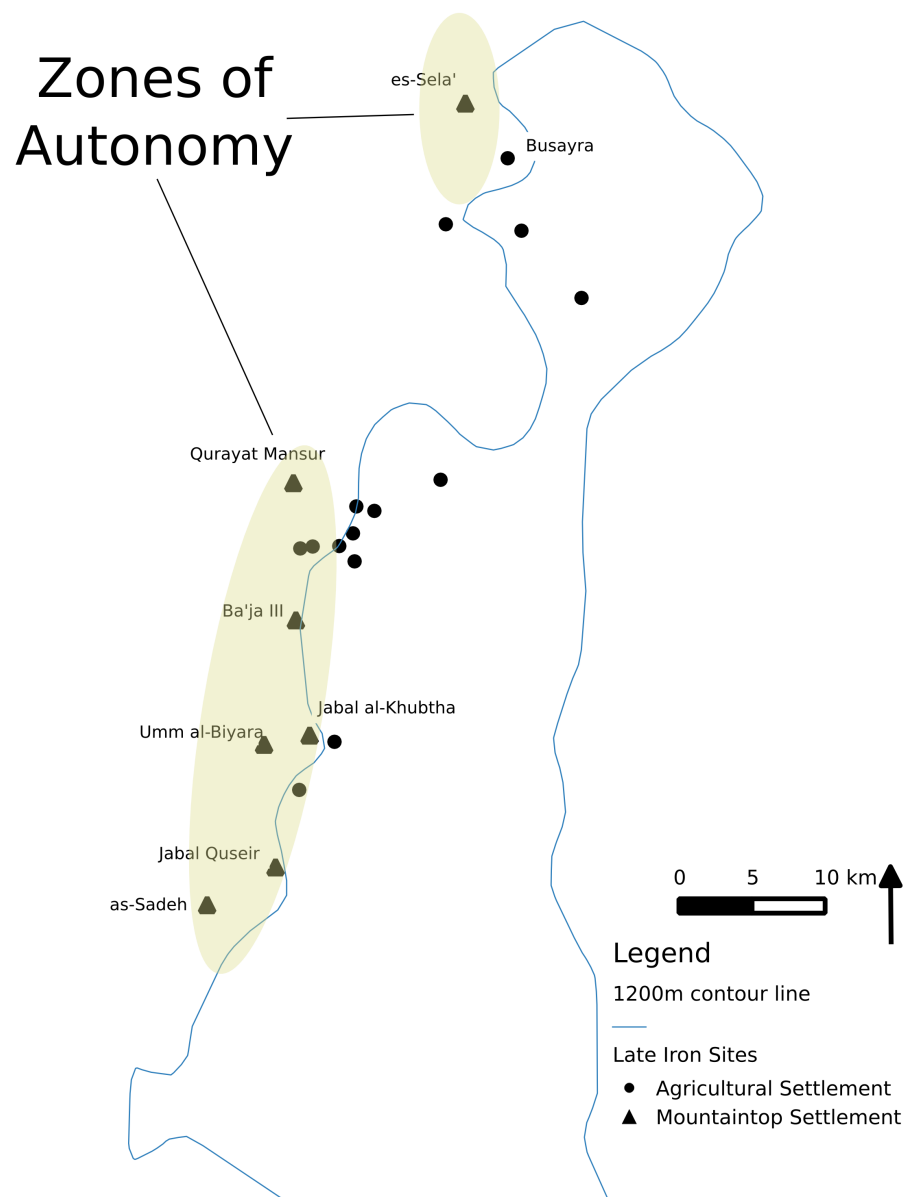 Zones of
Autonomy
es-Sela'
Busayra
Qurayat Mansur
Ba'ja III
Jabal al-Khubtha
Umm al-Biyara
Jabal Quseir
as-Sadeh
0 5 10 km
Legend
1200m contour line
Late Iron Sites
Agricultural Settlement
Mountaintop Settlement